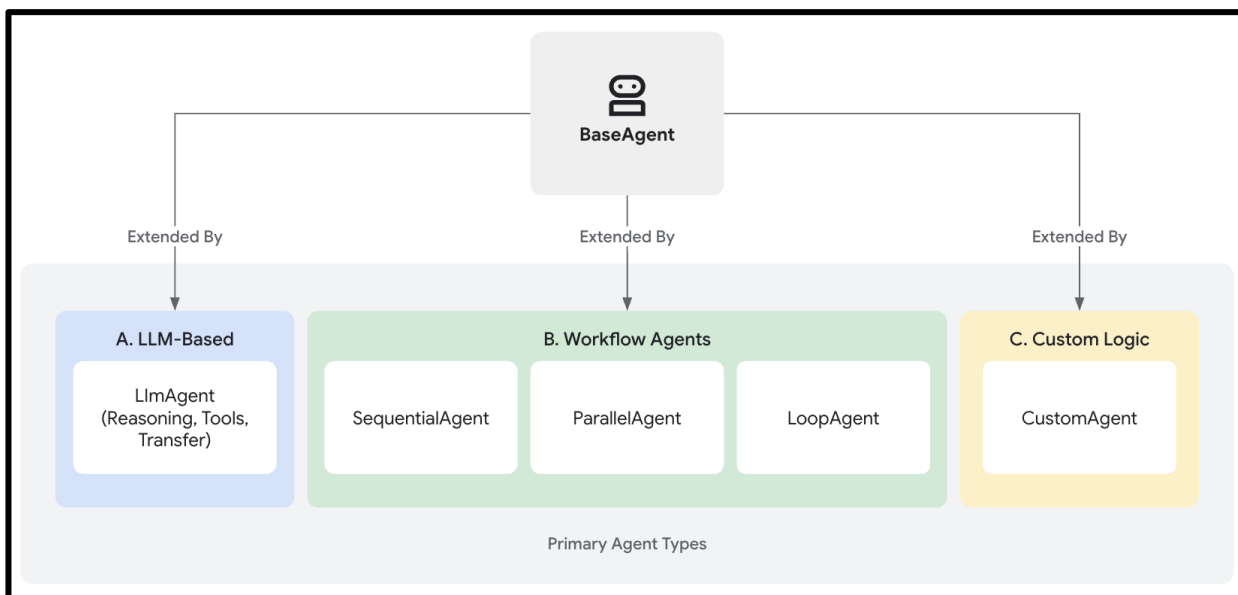 BaseAgent
Extended By
Extended By
Extended By
A. LLM-Based
B. Workflow Agents
C. Custom Logic
LlmAgent
(Reasoning, Tools,
Transfer)
SequentialAgent
ParallelAgent
LoopAgent
CustomAgent
Primary Agent Types